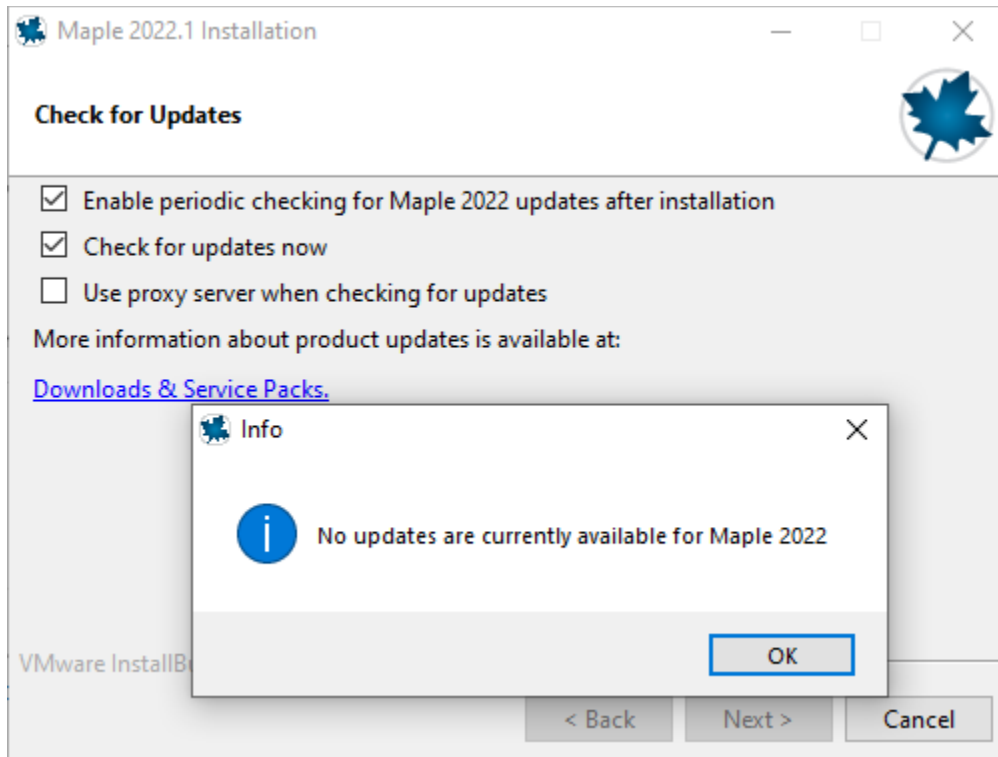 Maple 2022.1 Installation
Check for Updates
Enable periodic checking for Maple 2022 updates after installation
Check for updates now
Use proxy server when checking for updates
More information about product updates is available at:
Downloads & Service Packs.
Info
No updates are currently available for Maple 2022
OK
VMware
< Back
Next >
Cancel